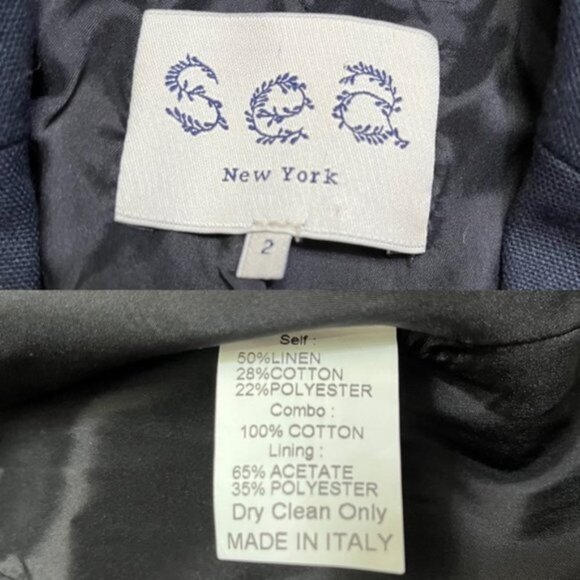 Sea
New York
2
Self :
50%LINEN
28%COTTON
22%POLYESTER
Combo :
100% COTTON
Lining :
65% ACETATE
35% POLYESTER
Dry Clean Only
MADE IN ITALY